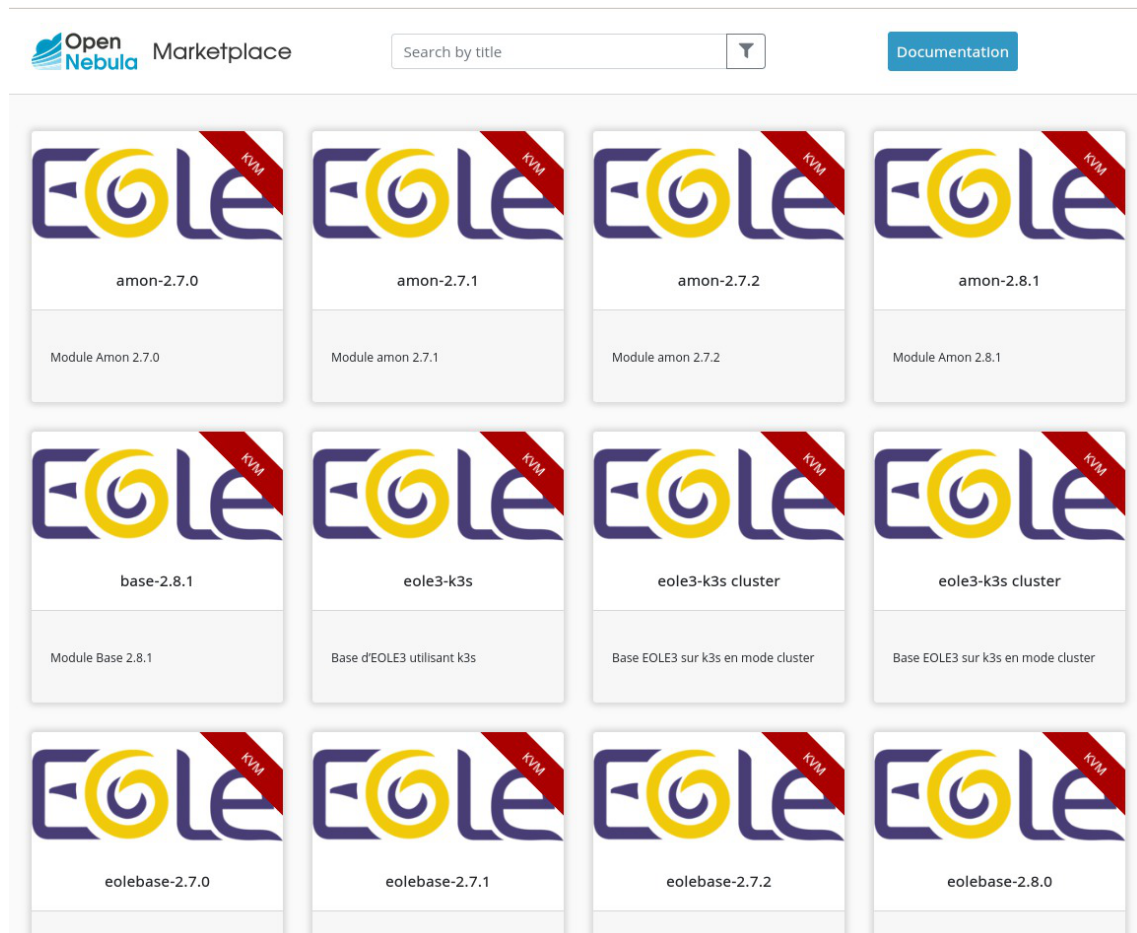 Open
Nebula Marketplace
Search by title
Documentation
EOLE KVM
EOLE KVM
EOLE KVM
EOLE KVM
amon-2.7.0
amon-2.7.1
amon-2.7.2
amon-2.8.1
Module Amon 2.7.0
Module amon 2.7.1
Module amon 2.7.2
Module Amon 2.8.1
EOLE KVM
EOLE KVM
EOLE KVM
EOLE KVM
base-2.8.1
eole3-k3s
eole3-k3s cluster
eole3-k3s cluster
Module Base 2.8.1
Base d’EOLE3 utilisant k3s
Base EOLE3 sur k3s en mode cluster
Base EOLE3 sur k3s en mode cluster
EOLE KVM
EOLE KVM
EOLE KVM
EOLE KVM
eolebase-2.7.0
eolebase-2.7.1
eolebase-2.7.2
eolebase-2.8.0